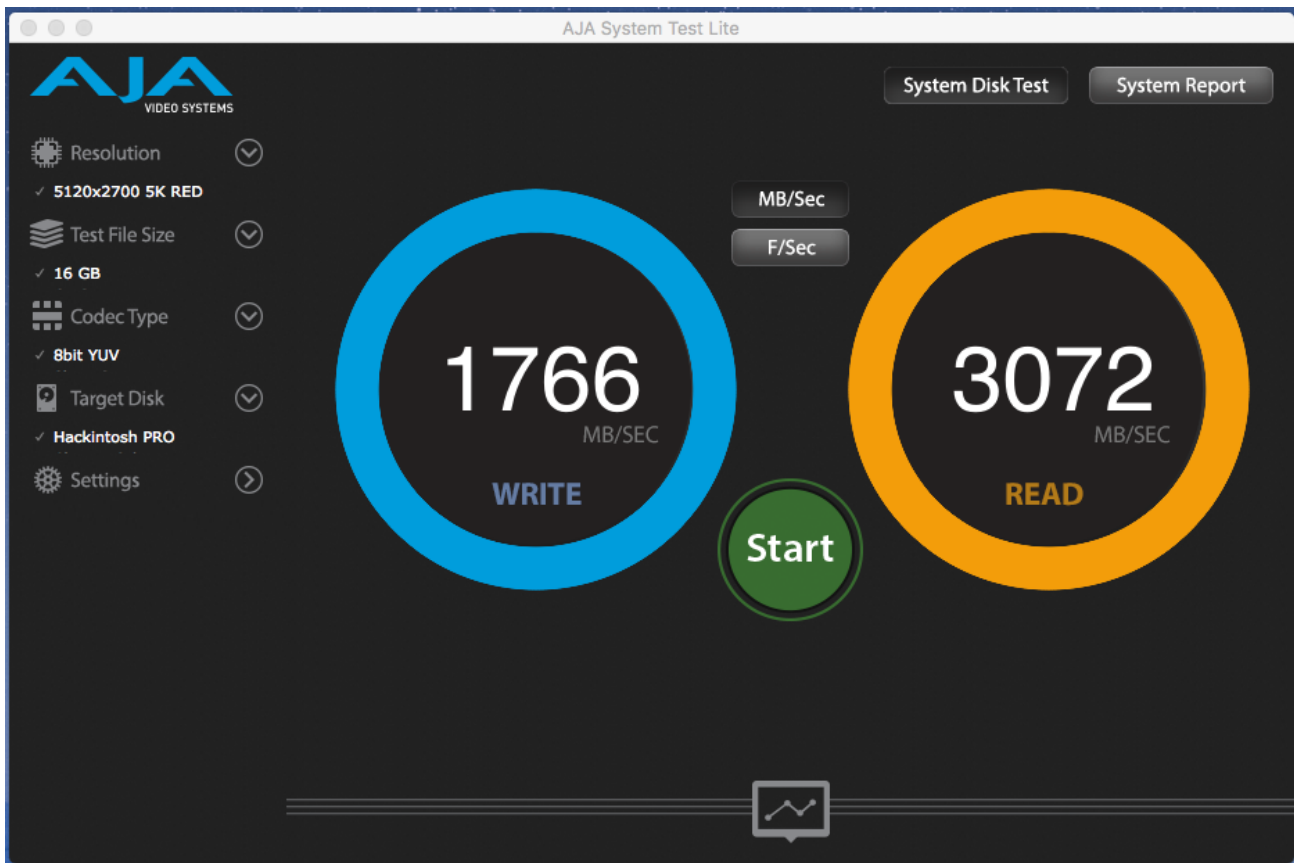 AJA System Test Lite
AJA
VIDEO SYSTEMS
System Disk Test
System Report
Resolution
✓ 5120x2700 5K RED
Test File Size
✓ 16 GB
Codec Type
✓ 8bit YUV
Target Disk
✓ Hackintosh PRO
Settings
MB/Sec
F/Sec
1766
MB/SEC
WRITE
3072
MB/SEC
READ
Start